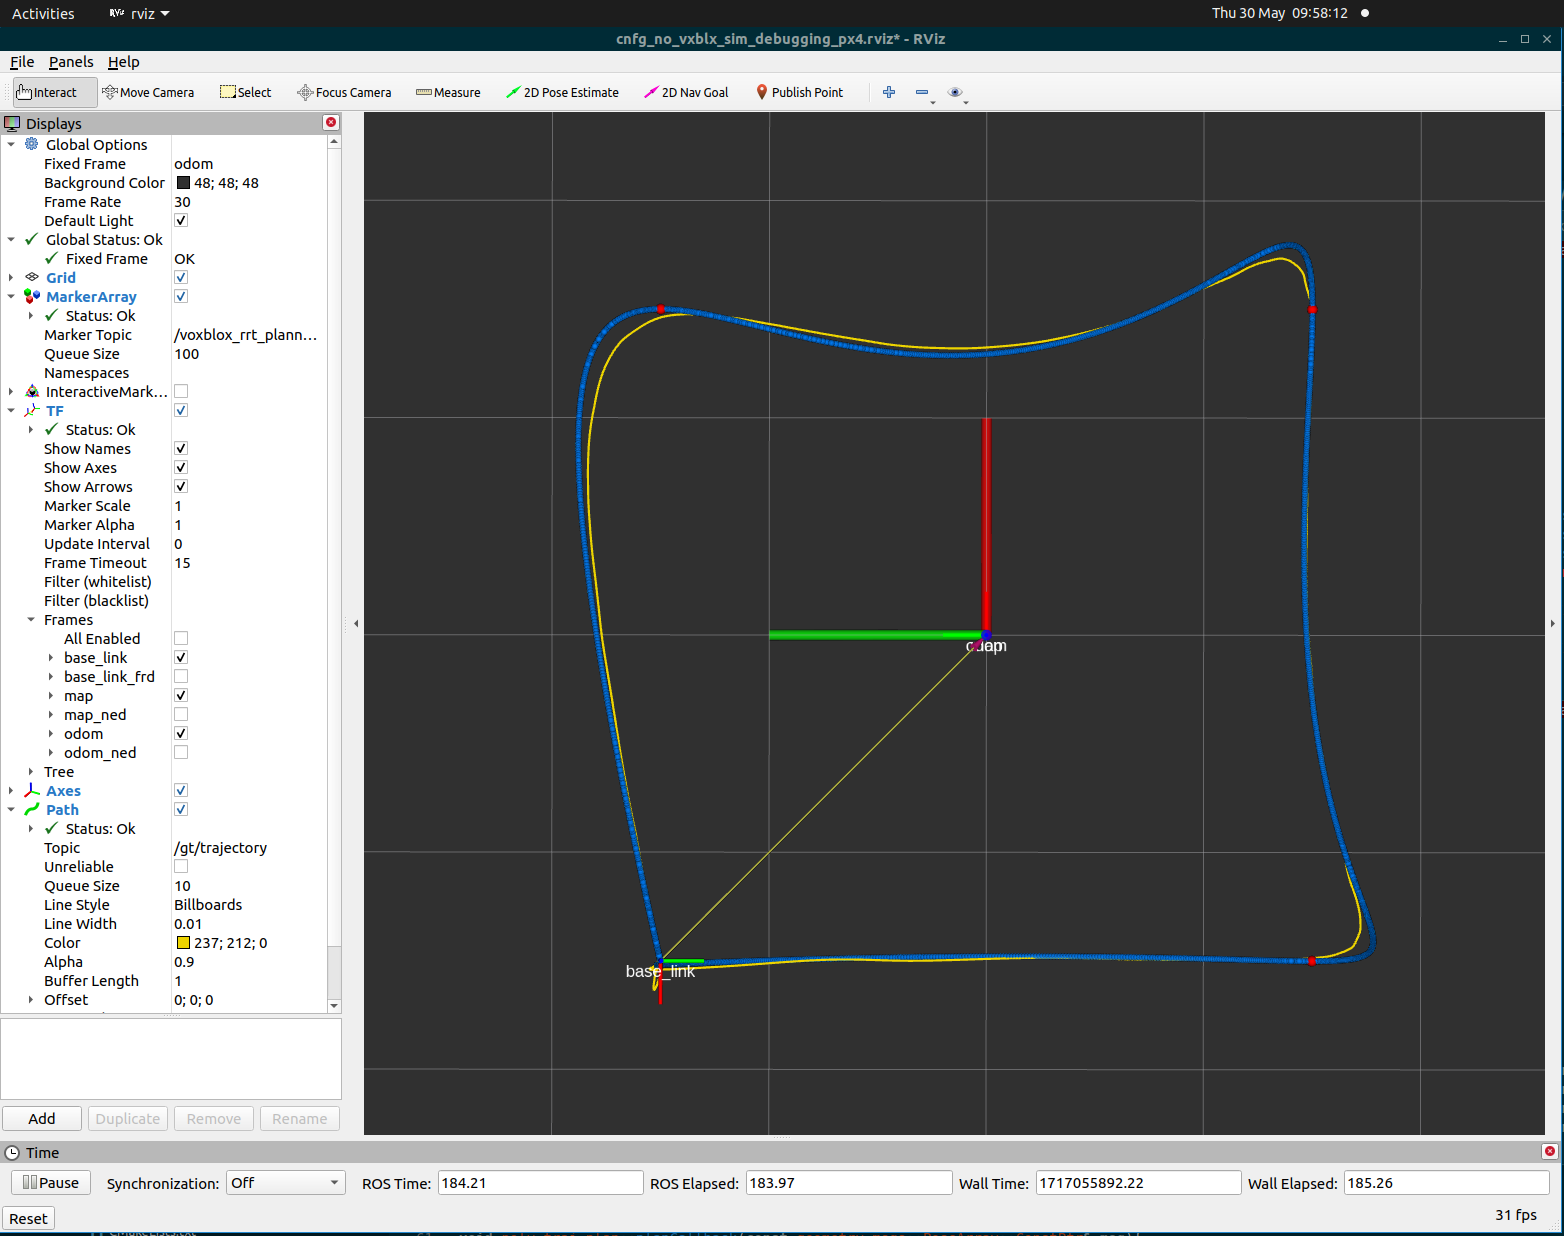 Activities rviz Thu 30 May 09:58:12
cnfg_no_vxblx_sim_debugging_px4.rviz* - RViz
File Panels Help
Interact Move Camera Select Focus Camera Measure 2D Pose Estimate 2D Nav Goal Publish Point
Displays
Global Options
Fixed Frame odom
Background Color 48; 48; 48
Frame Rate 30
Default Light
Global Status: Ok
Fixed Frame OK
Grid
MarkerArray
Status: Ok
Marker Topic /voxblox_rrt_plann...
Queue Size 100
Namespaces
InteractiveMark...
TF
Status: Ok
Show Names
Show Axes
Show Arrows
Marker Scale 1
Marker Alpha 1
Update Interval 0
Frame Timeout 15
Filter (whitelist)
Filter (blacklist)
Frames
All Enabled
base_link
base_link_frd
map
map_ned
odom
odom_ned
Tree
Axes
Path
Status: Ok
Topic /gt/trajectory
Unreliable
Queue Size 10
Line Style Billboards
Line Width 0.01
Color 237; 212; 0
Alpha 0.9
Buffer Length 1
Offset 0; 0; 0
Add Duplicate Remove Rename
base_link
Time
Pause Synchronization: Off ROS Time: 184.21 ROS Elapsed: 183.97 Wall Time: 1717055892.22 Wall Elapsed: 185.26
Reset 31 fps